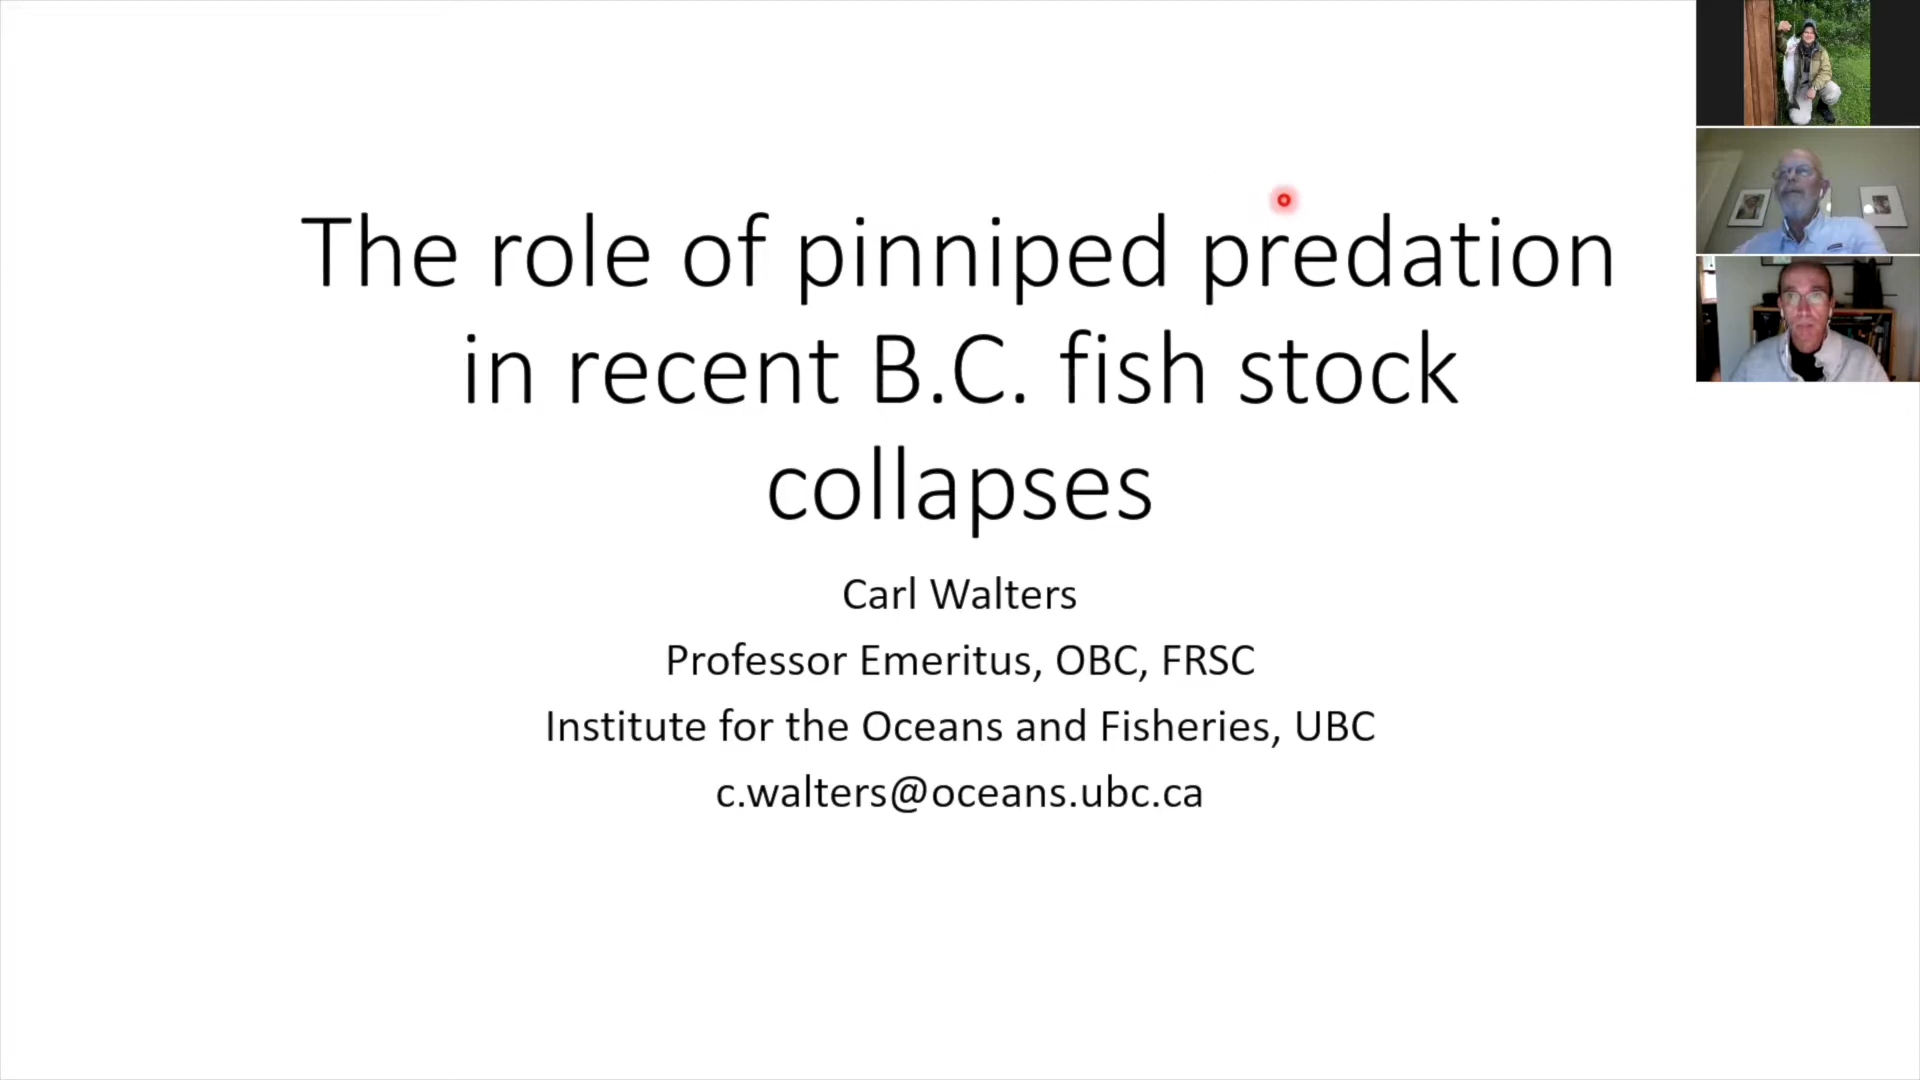 The role of pinniped predation
in recent B.C. fish stock
collapses
Carl Walters
Professor Emeritus, OBC, FRSC
Institute for the Oceans and Fisheries, UBC
c.walters@oceans.ubc.ca